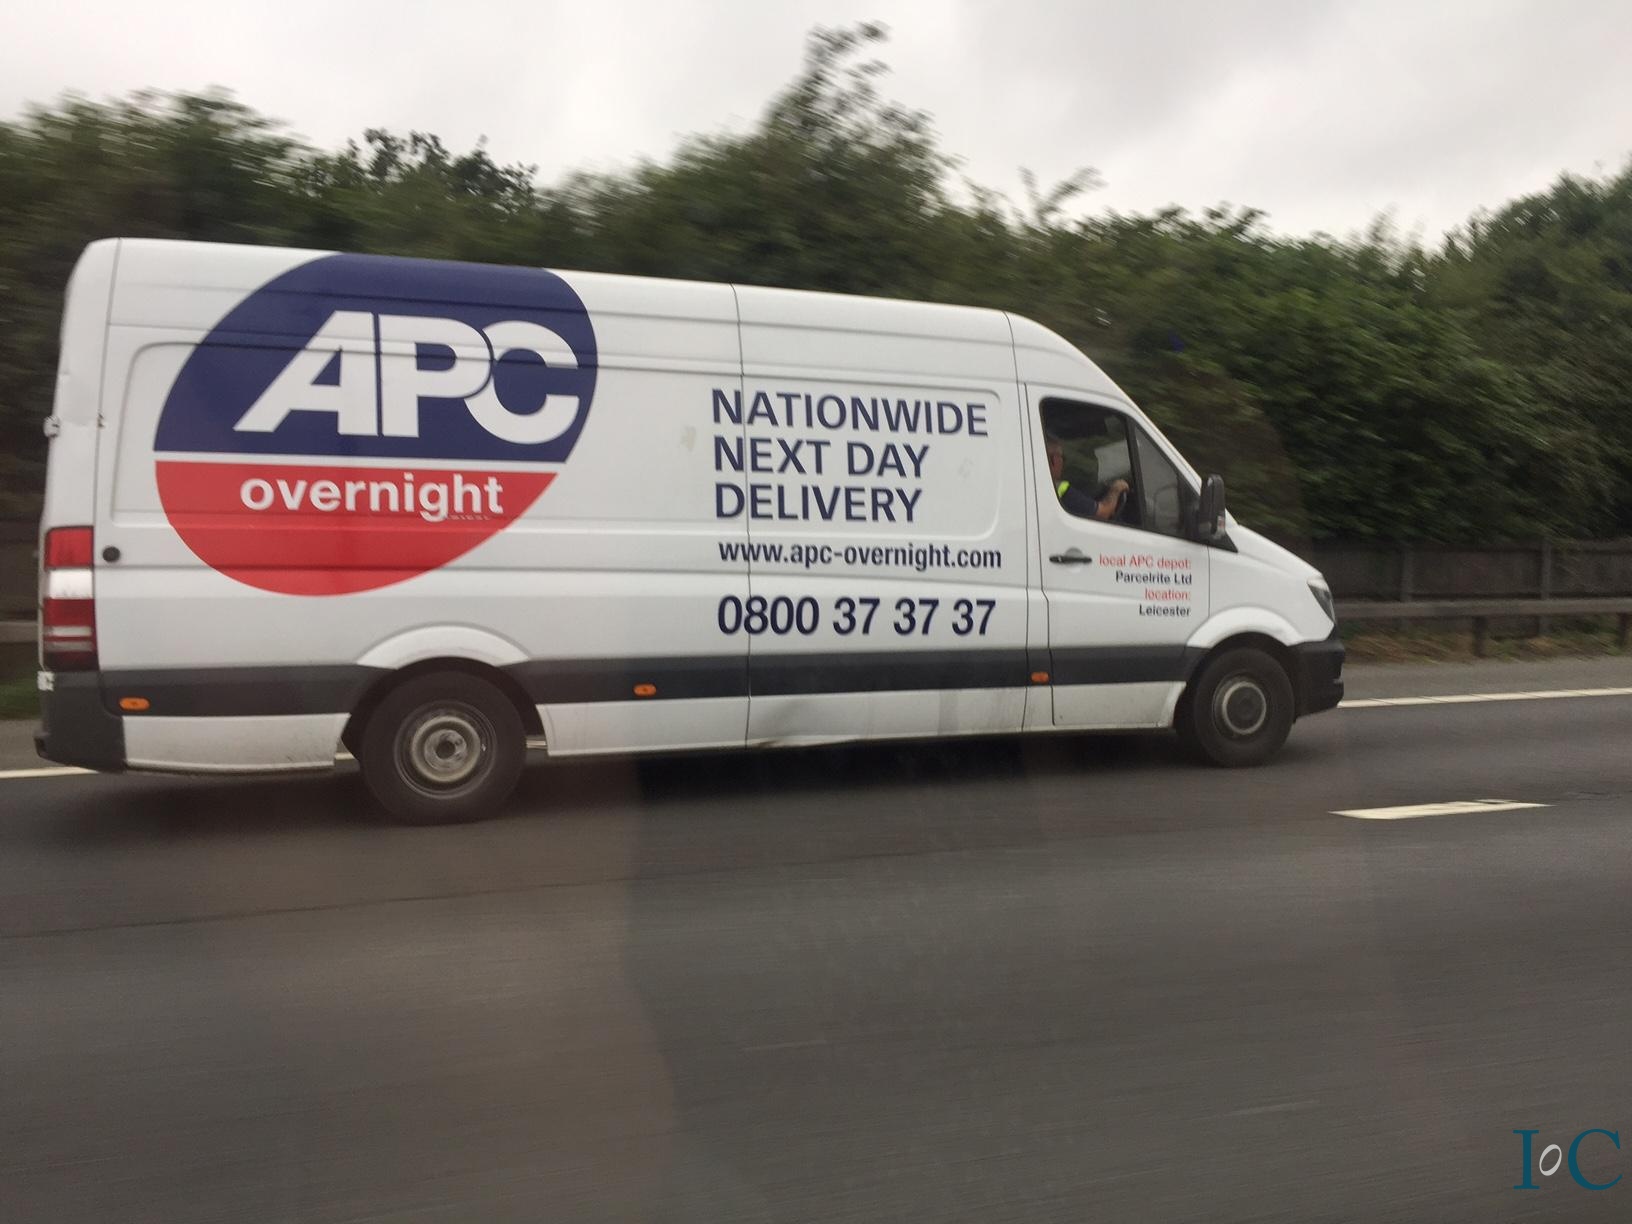 APC
overnight
NATIONWIDE
NEXT DAY
DELIVERY
www.apc-overnight.com
0800 37 37 37
local APC depot:
Parcelrite Ltd
location:
Leicester
IoC